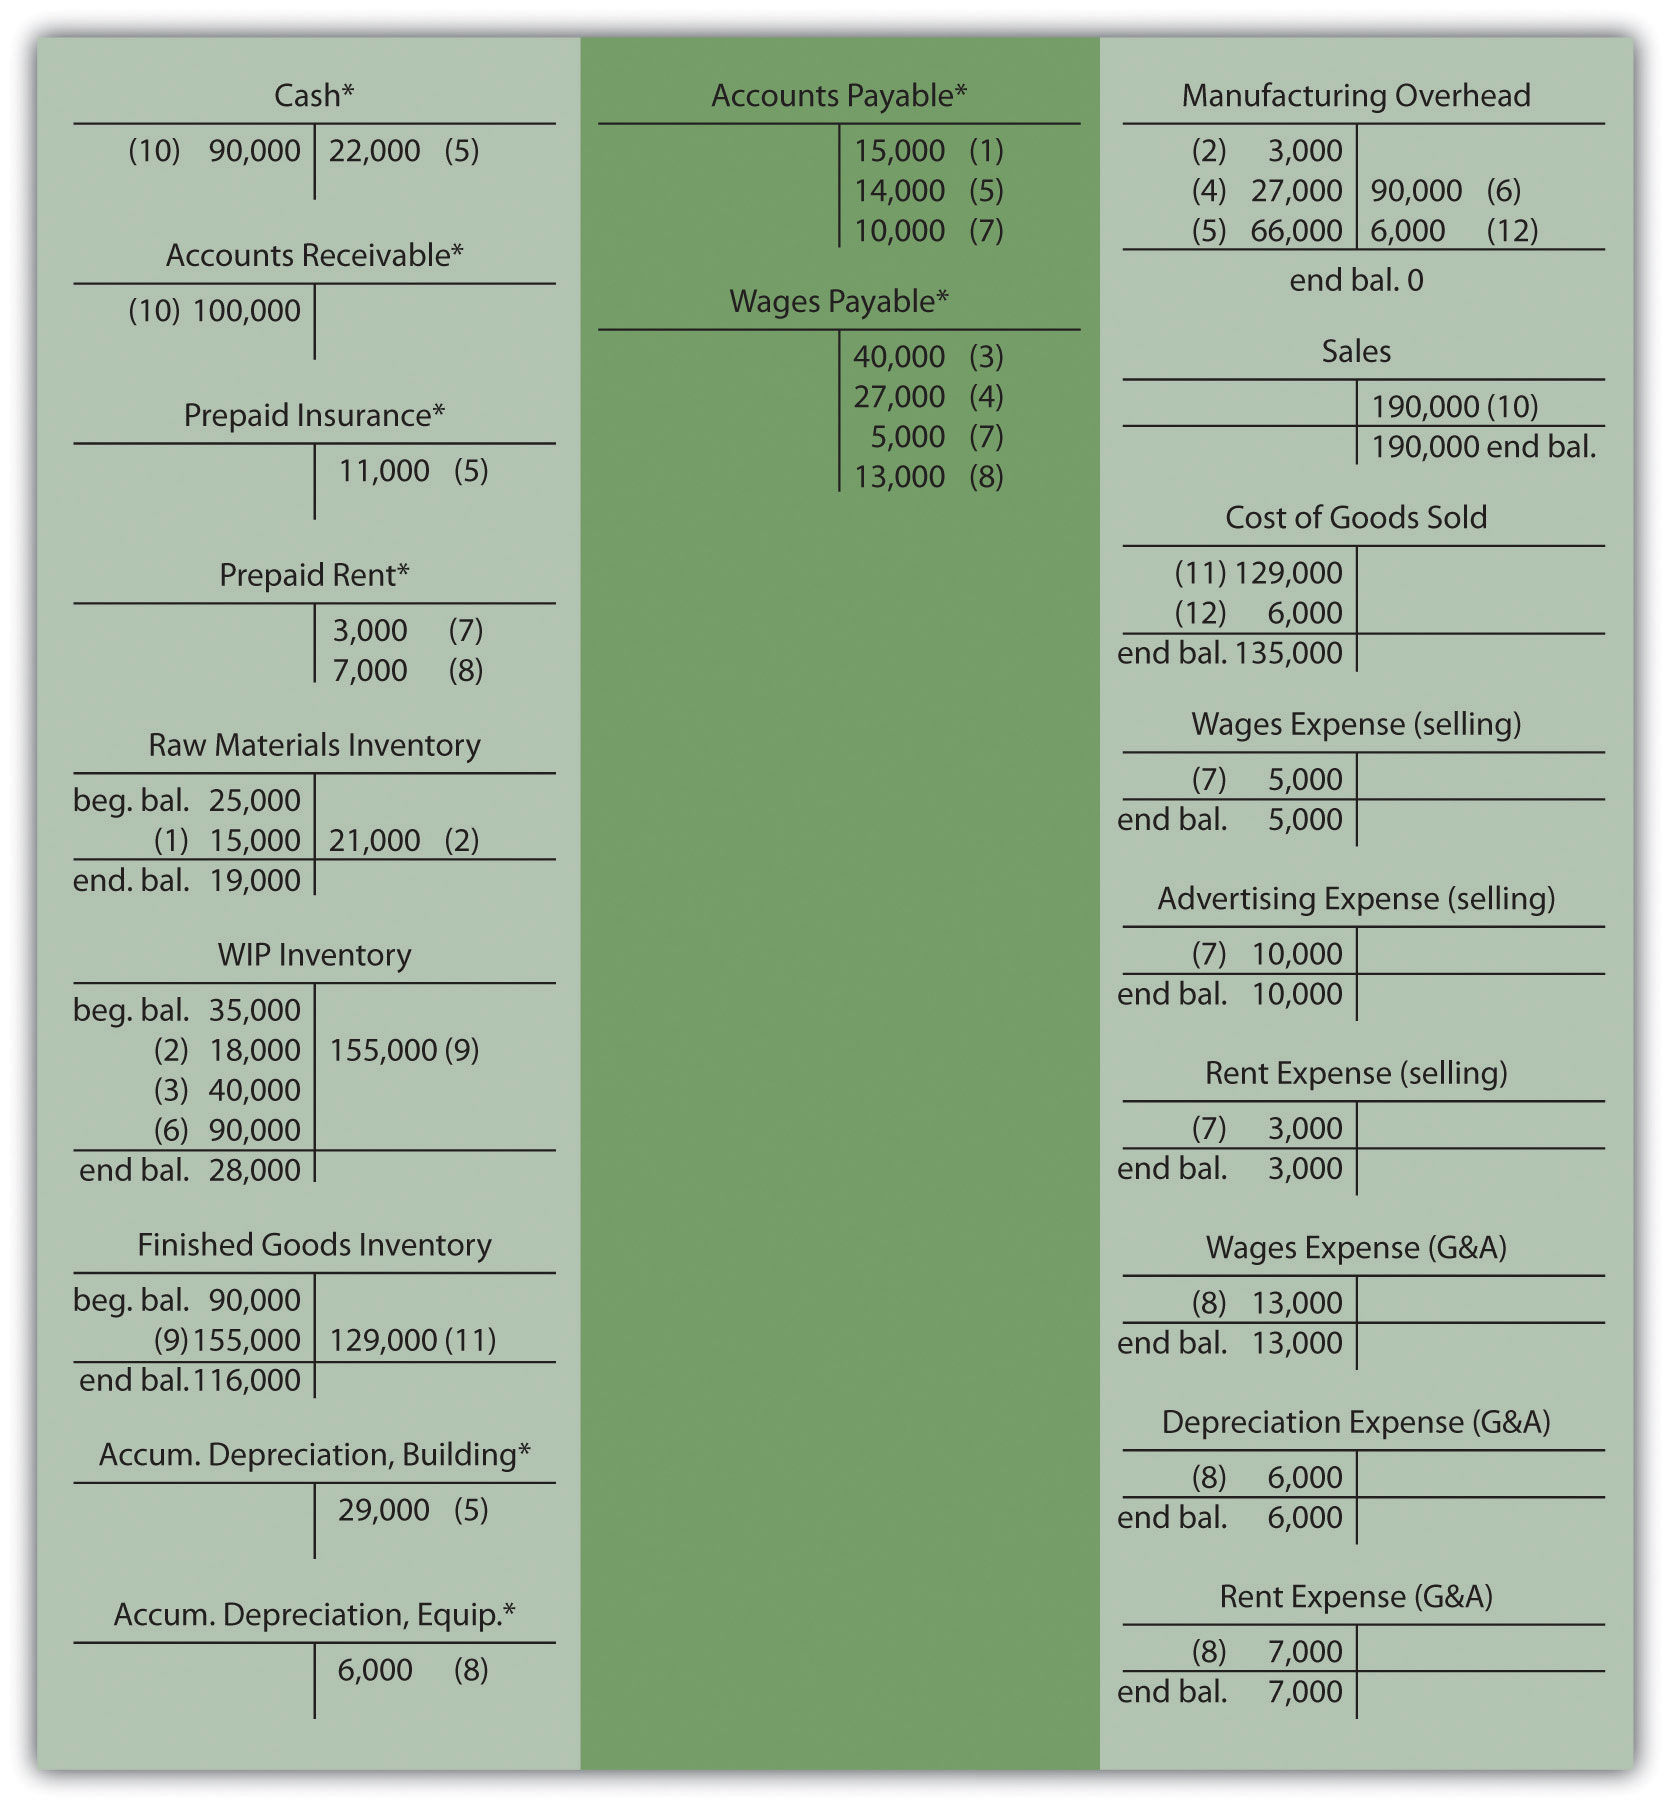 Cash*
(10) 90,000 22,000 (5)
Accounts Receivable*
(10) 100,000
Prepaid Insurance*
11,000 (5)
Prepaid Rent*
3,000 (7)
7,000 (8)
Raw Materials Inventory
beg. bal. 25,000
(1) 15,000 21,000 (2)
end. bal. 19,000
WIP Inventory
beg. bal. 35,000
(2) 18,000 155,000 (9)
(3) 40,000
(6) 90,000
end bal. 28,000
Finished Goods Inventory
beg. bal. 90,000
(9) 155,000 129,000 (11)
end bal. 116,000
Accum. Depreciation, Building*
29,000 (5)
Accum. Depreciation, Equip.*
6,000 (8)
Accounts Payable*
15,000 (1)
14,000 (5)
10,000 (7)
Wages Payable*
40,000 (3)
27,000 (4)
5,000 (7)
13,000 (8)
Manufacturing Overhead
(2) 3,000
(4) 27,000 90,000 (6)
(5) 66,000 6,000 (12)
end bal. 0
Sales
190,000 (10)
190,000 end bal.
Cost of Goods Sold
(11) 129,000
(12) 6,000
end bal. 135,000
Wages Expense (selling)
(7) 5,000
end bal. 5,000
Advertising Expense (selling)
(7) 10,000
end bal. 10,000
Rent Expense (selling)
(7) 3,000
end bal. 3,000
Wages Expense (G&A)
(8) 13,000
end bal. 13,000
Depreciation Expense (G&A)
(8) 6,000
end bal. 6,000
Rent Expense (G&A)
(8) 7,000
end bal. 7,000